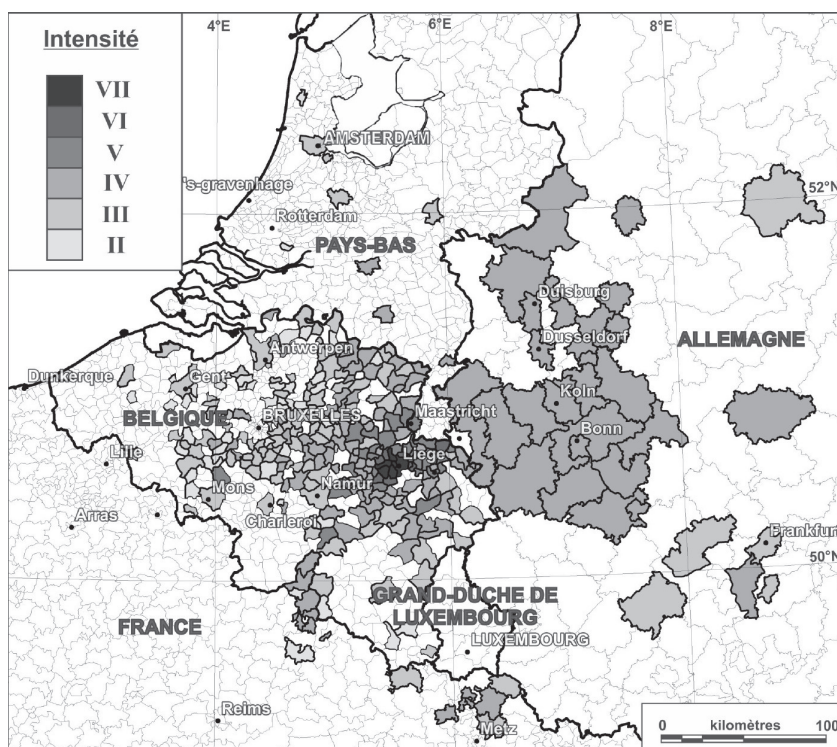 Intensité
VII
VI
V
IV
III
II
4°E
6°E
8°E
AMSTERDAM
52°N
's-gravenhage
Rotterdam
PAYS-BAS
Duisburg
Dusseldorf
ALLEMAGNE
Antwerpen
Dunkerque
Gent
Koln
BELGIQUE
BRUXELLES
Maastricht
Bonn
Lille
Liège
Mons
Namur
Arras
Charleroi
Frankfurt
50°N
GRAND-DUCHE DE
LUXEMBOURG
FRANCE
LUXEMBOURG
Reims
Metz
0 kilomètres 100